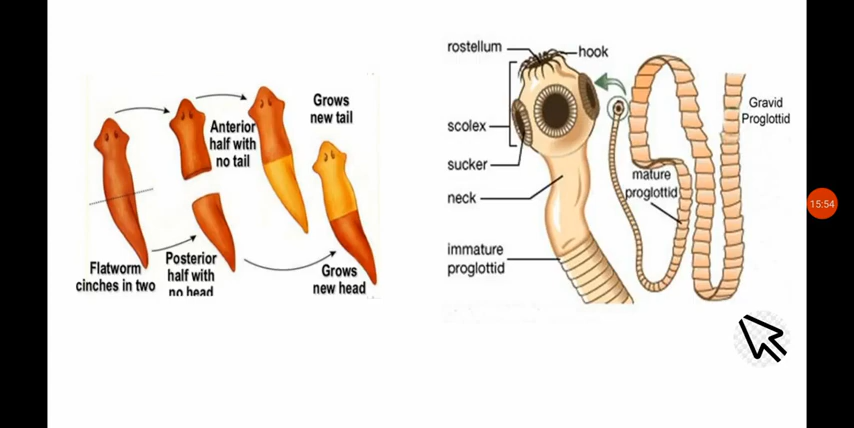 Grows
new tail
Anterior
half with
no tail
Flatworm
cinches in two
Posterior
half with
no head
Grows
new head
rostellum
hook
scolex
sucker
neck
immature
proglottid
mature
proglottid
Gravid
Proglottid
15:54